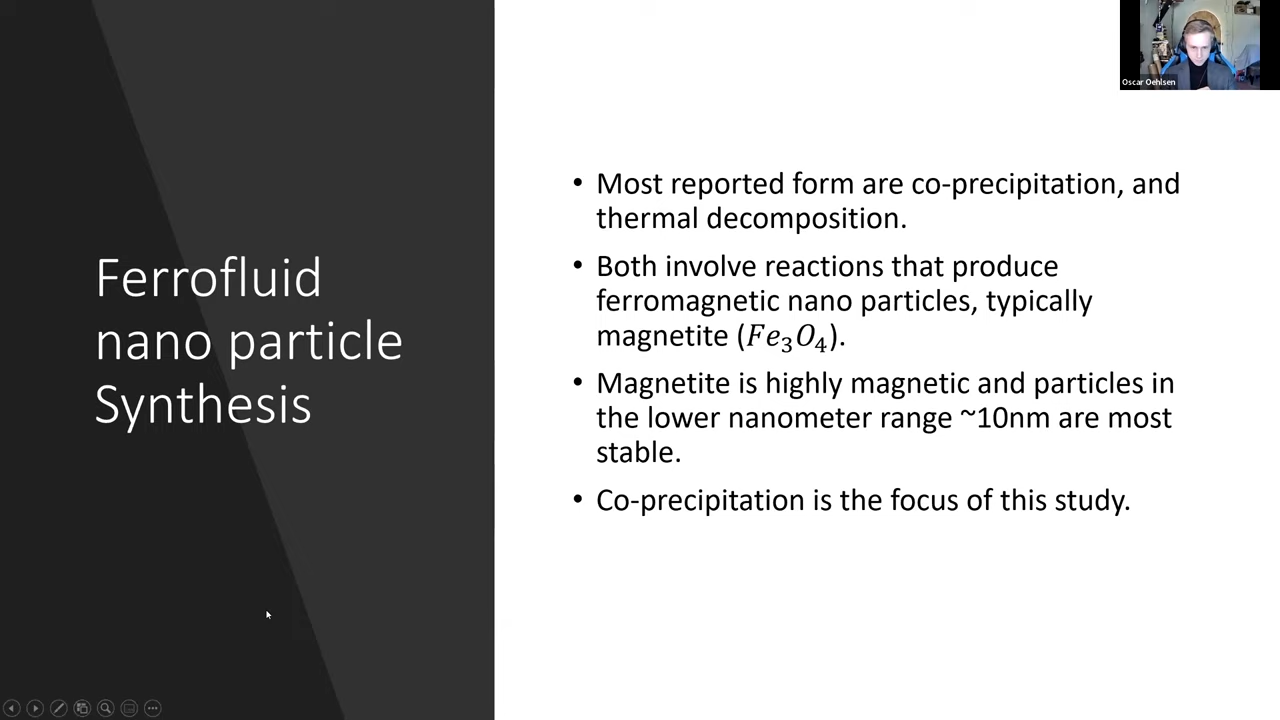 Oscar Oehlsen
Ferrofluid
nano particle
Synthesis
• Most reported form are co-precipitation, and
thermal decomposition.
• Both involve reactions that produce
ferromagnetic nano particles, typically
magnetite (𝐹𝑒₃𝑂₄).
• Magnetite is highly magnetic and particles in
the lower nanometer range ~10nm are most
stable.
• Co-precipitation is the focus of this study.